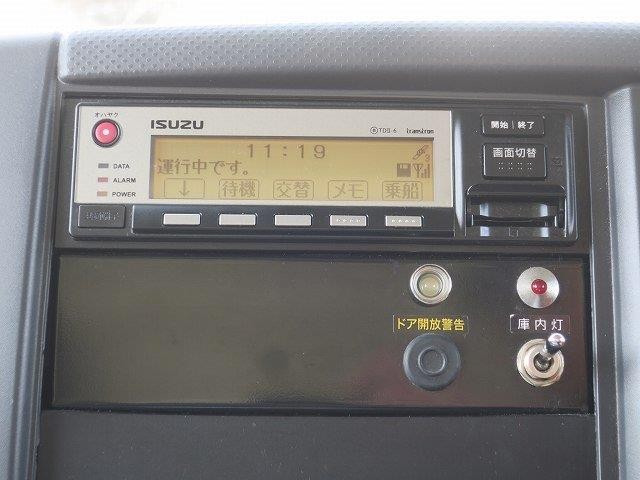 オハヤク
ISUZU
TDD-6 transtron
開始 | 終了
11:19
運行中です。
画面切替
DATA
ALARM
POWER
↓ 待機 交替 メモ 乗船
ドア開放警告
庫内灯